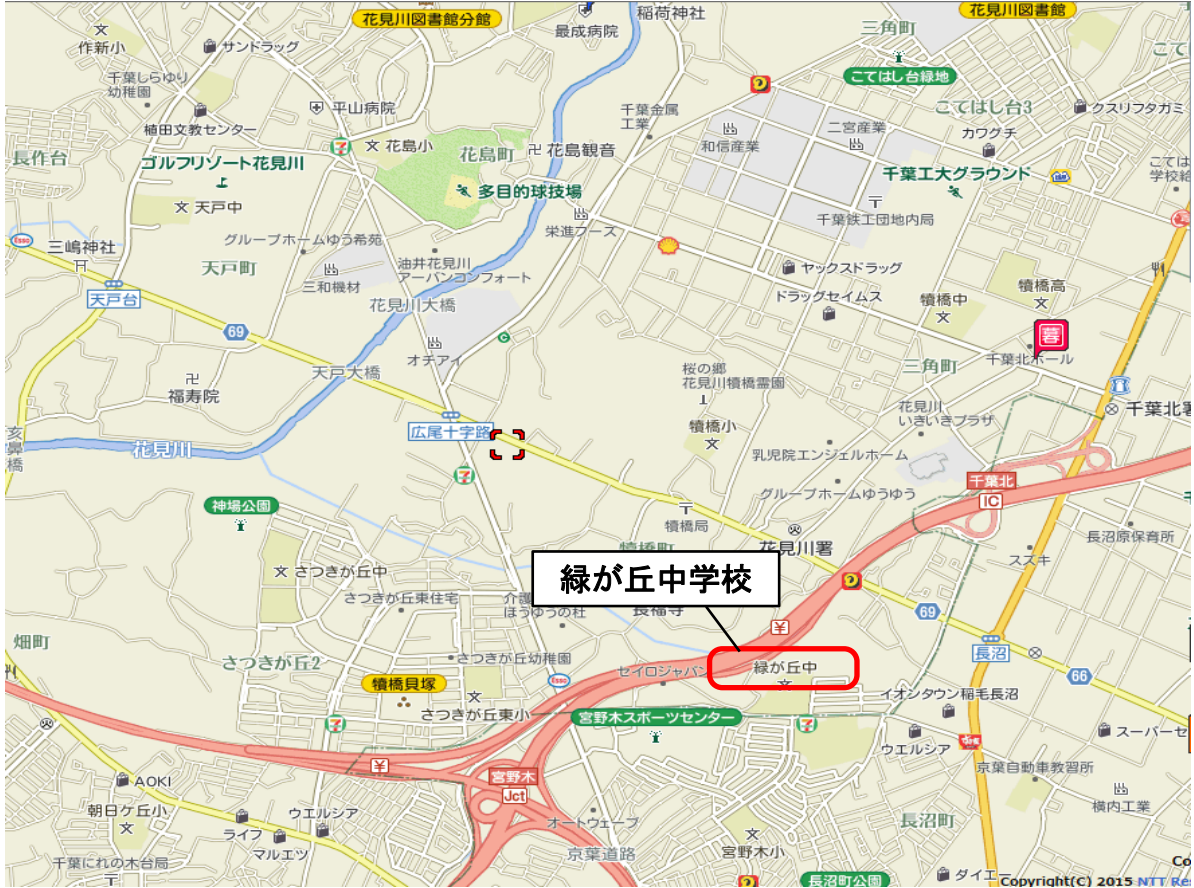 花見川図書館分館
稲荷神社
花見川図書館
作新小
サンドラッグ
最成病院
三角町
千葉しらゆり
幼稚園
こてはし台緑地
平山病院
千葉金属
工業
こてはし台3
クスリフタガミ
植田文教センター
二宮産業
カワグチ
長作台
花島小
花島町
花島観音
和信産業
ゴルフリゾート花見川
千葉工大グラウンド
多目的球技場
天戸中
千葉鉄工団地内局
栄進フーズ
Esso
三嶋神社
グループホームゆう希苑
天戸町
油井花見川
アーバンコンフォート
三和機材
ヤックスドラッグ
犢橋高
天戸台
花見川大橋
ドラッグセイムス
犢橋中
69
オチアイ
千葉北ボール
天戸大橋
桜の郷
花見川犢橋霊園
三角町
福寿院
花見川
いきいきプラザ
千葉北署
広尾十字路
犢橋小
花見川
乳児院エンジェルホーム
千葉北
IC
グループホームゆうゆう
神場公園
犢橋局
犢橋町
花見川署
長沼原保育所
スズキ
緑が丘中学校
さつきが丘中
さつきが丘東住宅
ほうゆうの杜
長福寺
69
畑町
さつきが丘2
さつきが丘幼稚園
セイロジャパン
緑が丘中
長沼
66
犢橋貝塚
Esso
さつきが丘東小
宮野木スポーツセンター
イオンタウン稲毛長沼
ウエルシア
スーパーセ
宮野木
Jct
京葉自動車教習所
AOKI
朝日ケ丘小
ウエルシア
横内工業
ライフ
オートウェーブ
長沼町
マルエツ
京葉道路
宮野木小
千葉にれの木台局
長沼町公園
ダイエー
Copyright(C) 2015 NTT Re